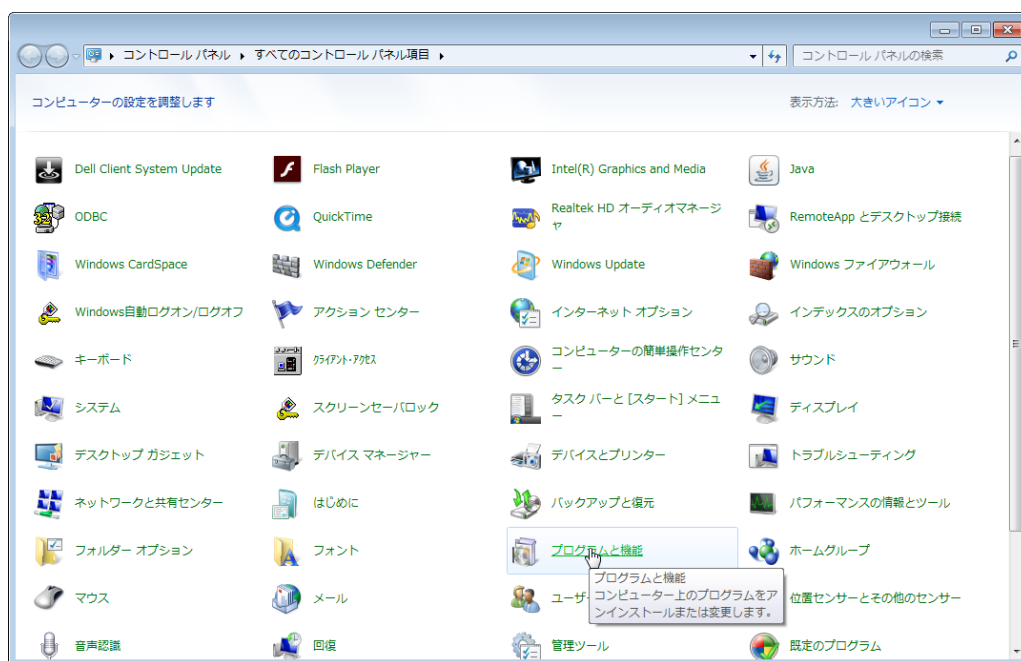 コントロール パネル ▸ すべてのコントロール パネル項目 ▸
コントロール パネルの検索
コンピューターの設定を調整します
表示方法: 大きいアイコン
Dell Client System Update
Flash Player
Intel(R) Graphics and Media
Java
ODBC
QuickTime
Realtek HD オーディオマネージ
ャ
RemoteApp とデスクトップ接続
Windows CardSpace
Windows Defender
Windows Update
Windows ファイアウォール
Windows自動ログオン/ログオフ
アクション センター
インターネット オプション
インデックスのオプション
キーボード
クライアント・アクセス
コンピューターの簡単操作センタ
ー
サウンド
システム
スクリーンセーバロック
タスク バーと [スタート] メニュ
ー
ディスプレイ
デスクトップ ガジェット
デバイス マネージャー
デバイスとプリンター
トラブルシューティング
ネットワークと共有センター
はじめに
バックアップと復元
パフォーマンスの情報とツール
フォルダー オプション
フォント
プログラムと機能
ホームグループ
マウス
メール
ユーザー
位置センサーとその他のセンサー
プログラムと機能
コンピューター上のプログラムをア
ンインストールまたは変更します。
音声認識
回復
管理ツール
既定のプログラム